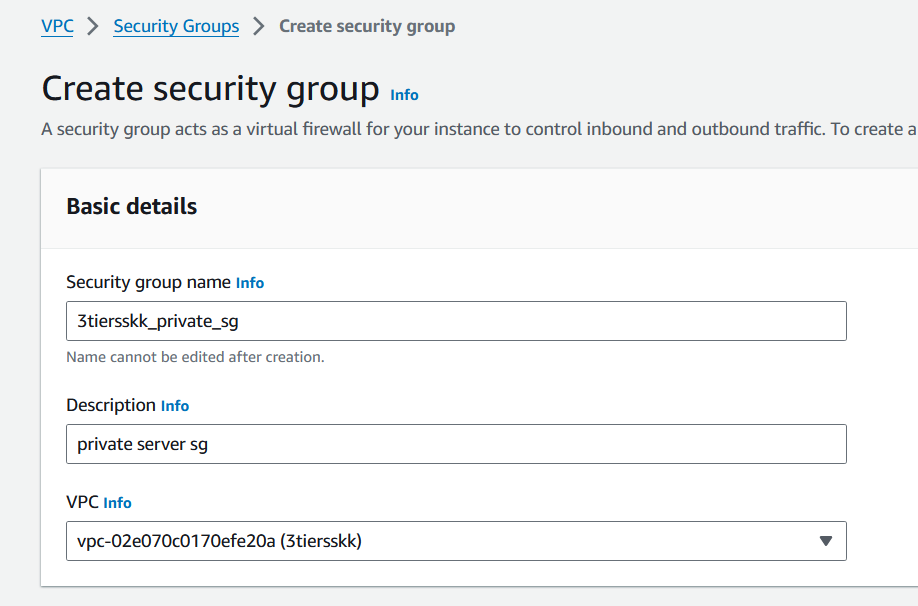 VPC > Security Groups > Create security group
Create security group Info
A security group acts as a virtual firewall for your instance to control inbound and outbound traffic. To create a
Basic details
Security group name Info
3tiersskk_private_sg
Name cannot be edited after creation.
Description Info
private server sg
VPC Info
vpc-02e070c0170efe20a (3tiersskk)